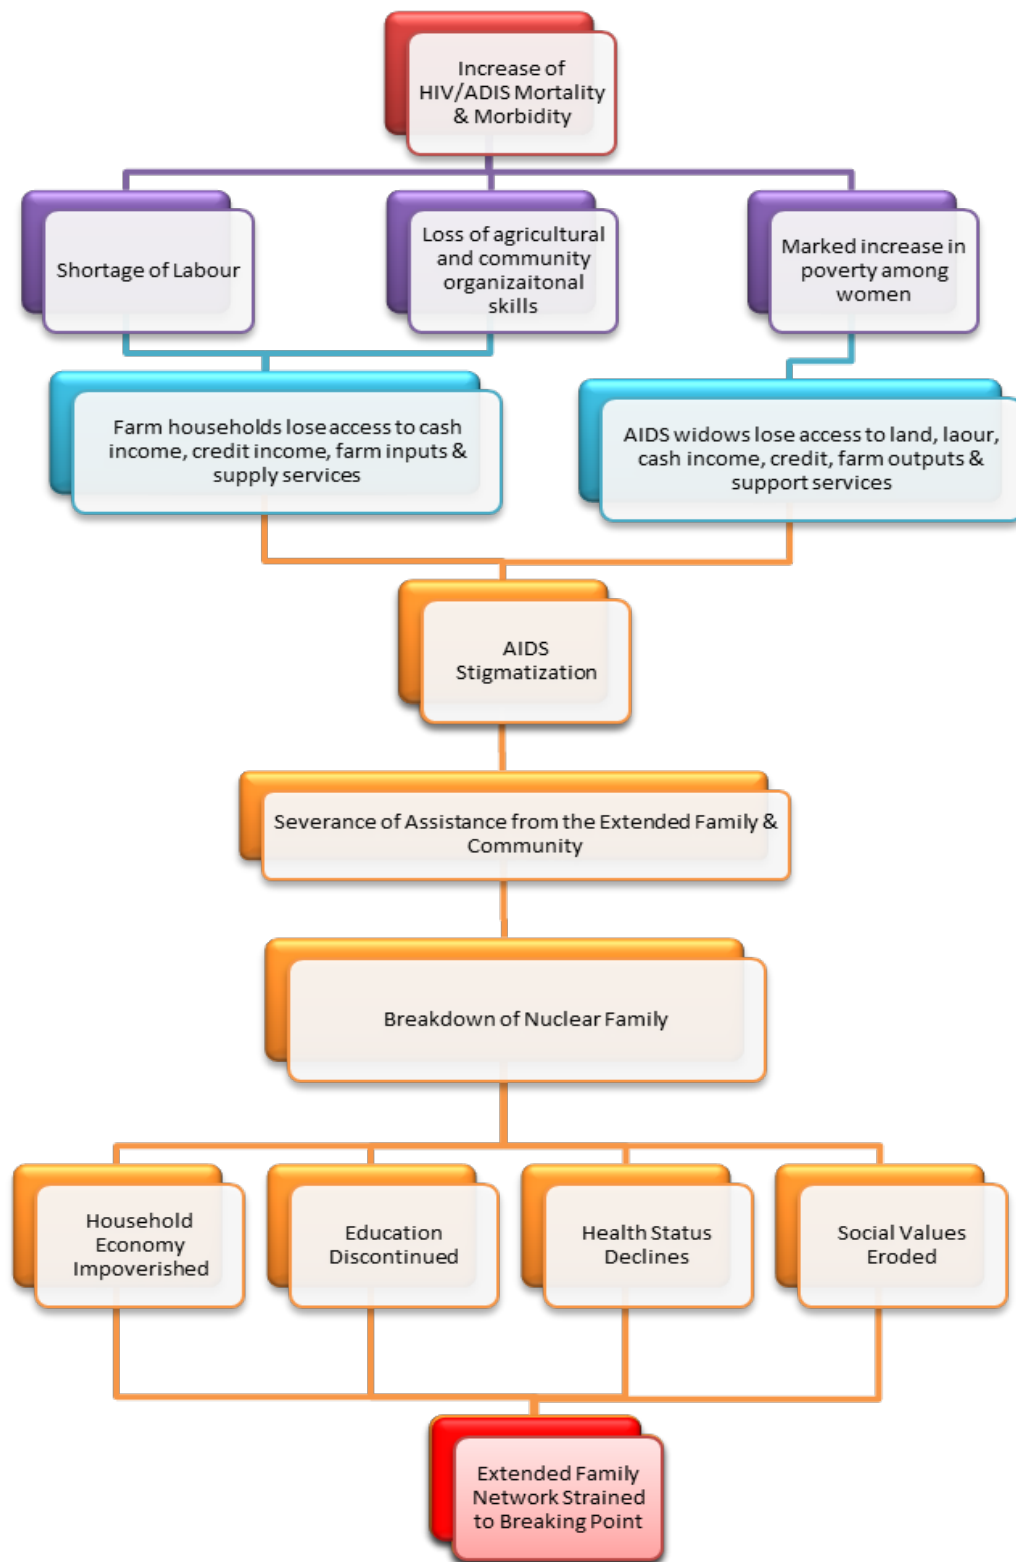 Increase of
HIV/ADIS Mortality
& Morbidity
Shortage of Labour
Loss of agricultural
and community
organizaitonal
skills
Marked increase in
poverty among
women
Farm households lose access to cash
income, credit income, farm inputs &
supply services
AIDS widows lose access to land, laour,
cash income, credit, farm outputs &
support services
AIDS
Stigmatization
Severance of Assistance from the Extended Family &
Community
Breakdown of Nuclear Family
Household
Economy
Impoverished
Education
Discontinued
Health Status
Declines
Social Values
Eroded
Extended Family
Network Strained
to Breaking Point